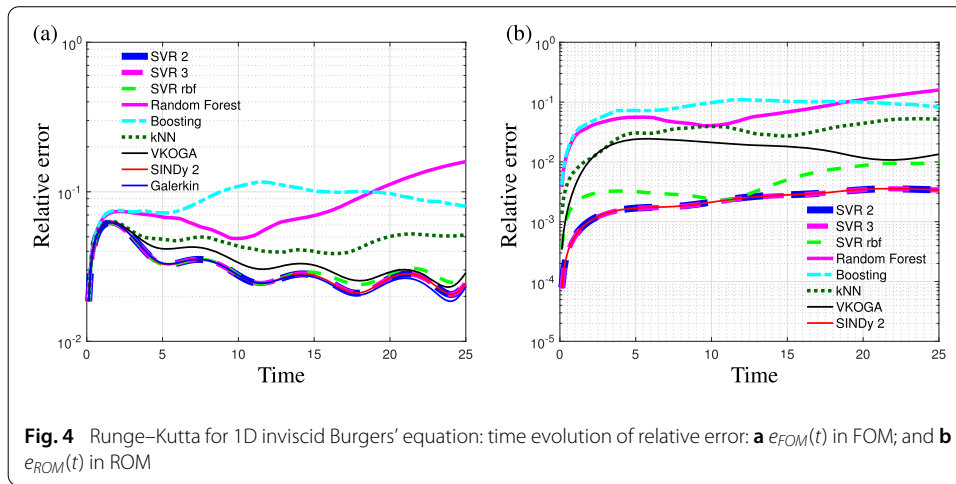 (a)
10^0
10^-1
10^-2
Relative error
SVR 2
SVR 3
SVR rbf
Random Forest
Boosting
kNN
VKOGA
SINDy 2
Galerkin
0 5 10 15 20 25
Time
(b)
10^0
10^-1
10^-2
10^-3
10^-4
10^-5
Relative error
SVR 2
SVR 3
SVR rbf
Random Forest
Boosting
kNN
VKOGA
SINDy 2
0 5 10 15 20 25
Time
Fig. 4 Runge–Kutta for 1D inviscid Burgers' equation: time evolution of relative error: a e_FOM(t) in FOM; and b
e_ROM(t) in ROM